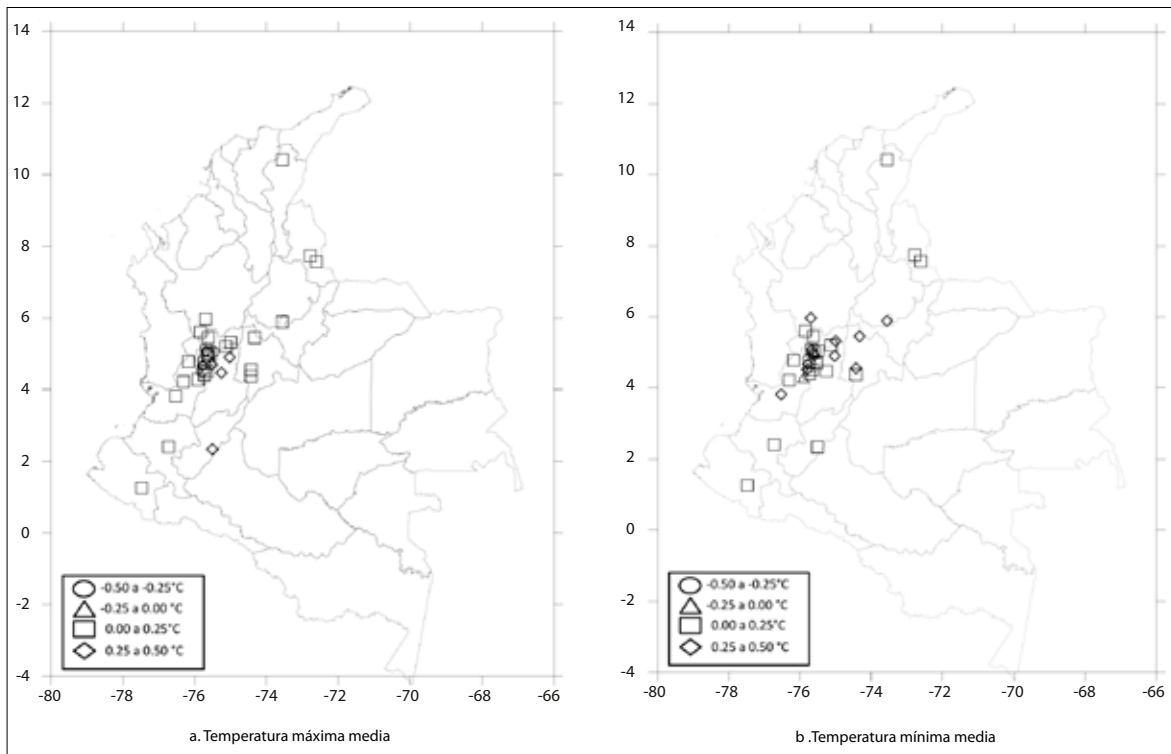 14
12
10
8
6
4
2
0
-2
-4
-80 -78 -76 -74 -72 -70 -68 -66
-0.50 a -0.25°C
-0.25 a 0.00 °C
0.00 a 0.25°C
0.25 a 0.50 °C
a. Temperatura máxima media
14
12
10
8
6
4
2
0
-2
-4
-80 -78 -76 -74 -72 -70 -68 -66
-0.50 a -0.25°C
-0.25 a 0.00 °C
0.00 a 0.25°C
0.25 a 0.50 °C
b .Temperatura mínima media